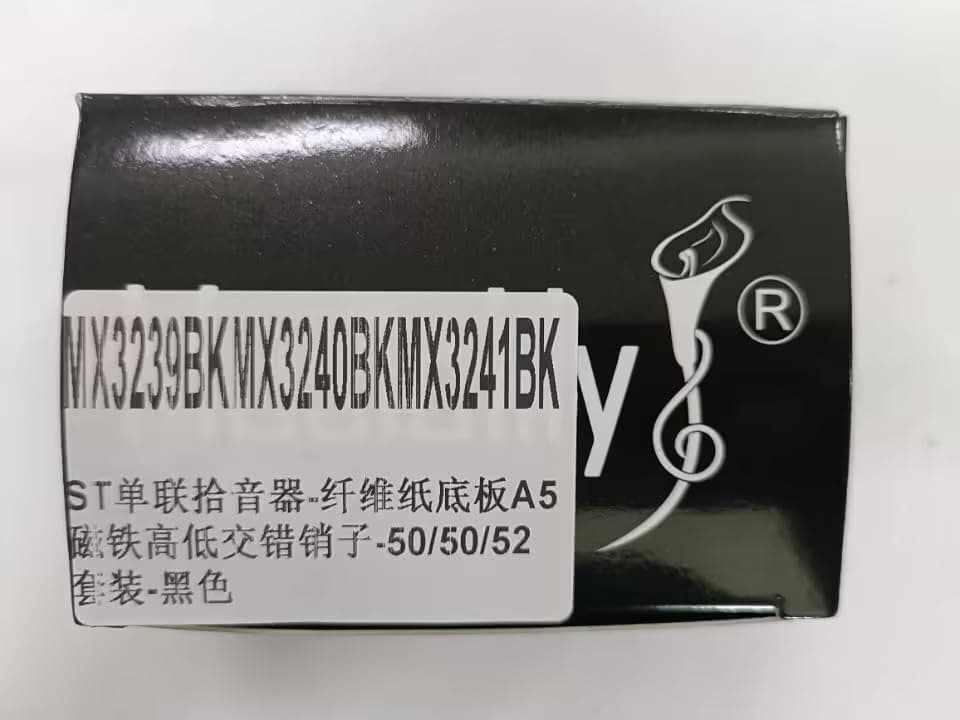 MX3239BKMX3240BKMX3241BK
y
®
ST单联拾音器-纤维纸底板A5
磁铁高低交错销子-50/50/52
套装-黑色